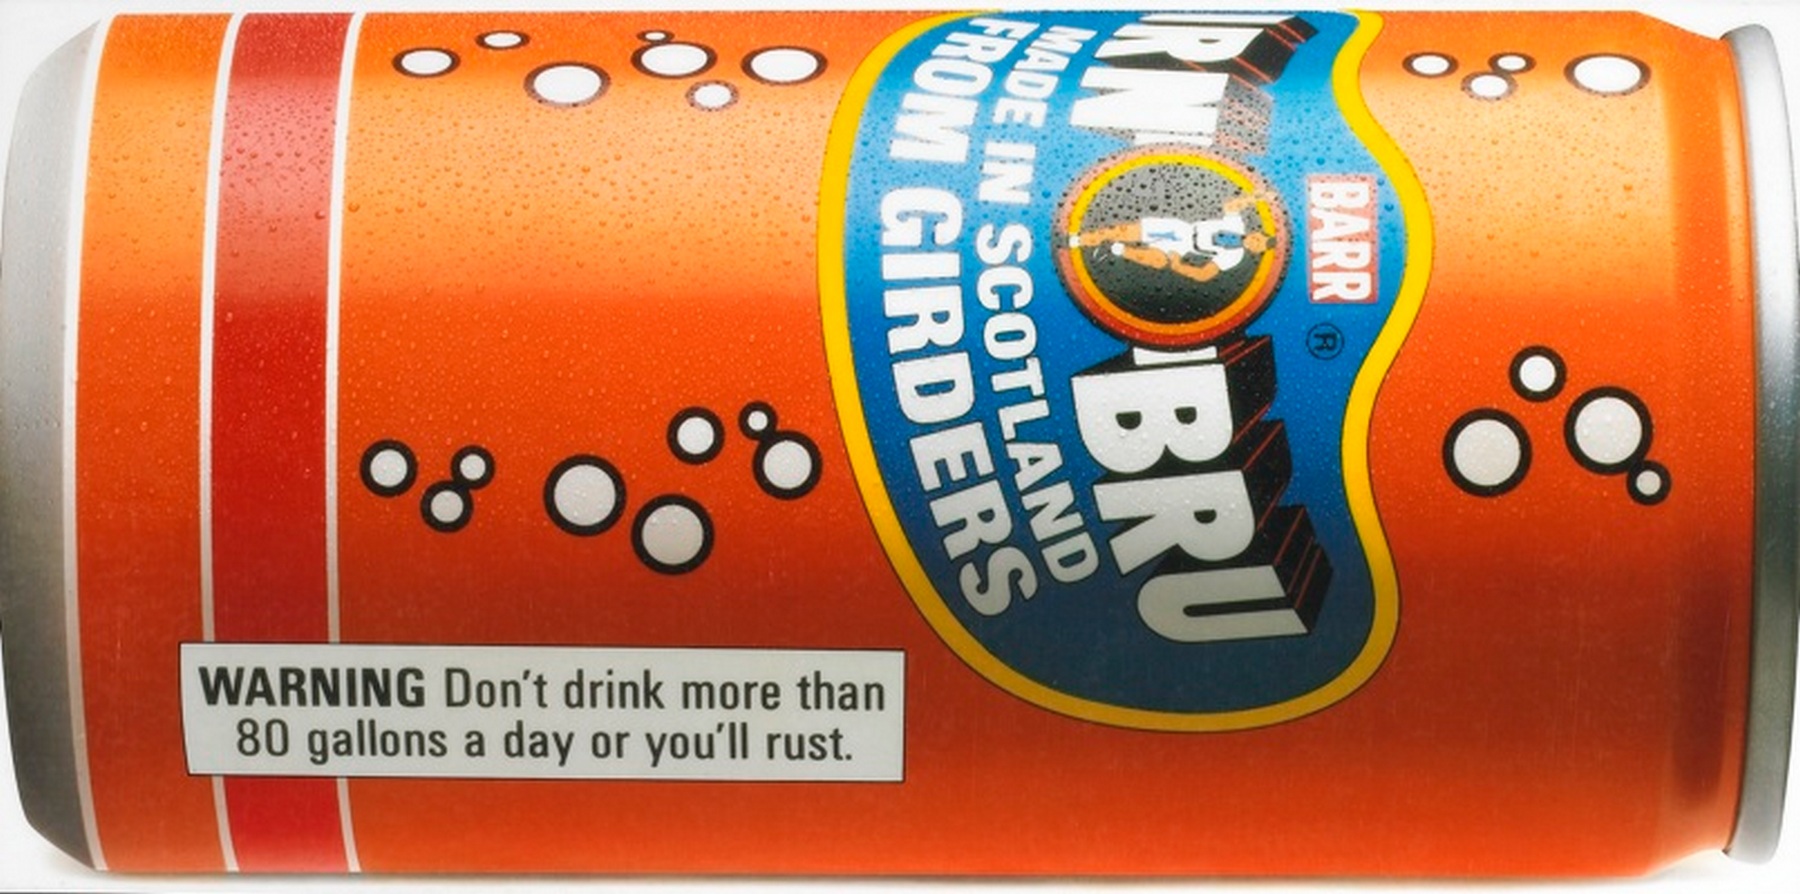 BARR
®
IRN BRU
MADE IN SCOTLAND
FROM GIRDERS
WARNING Don't drink more than
80 gallons a day or you'll rust.